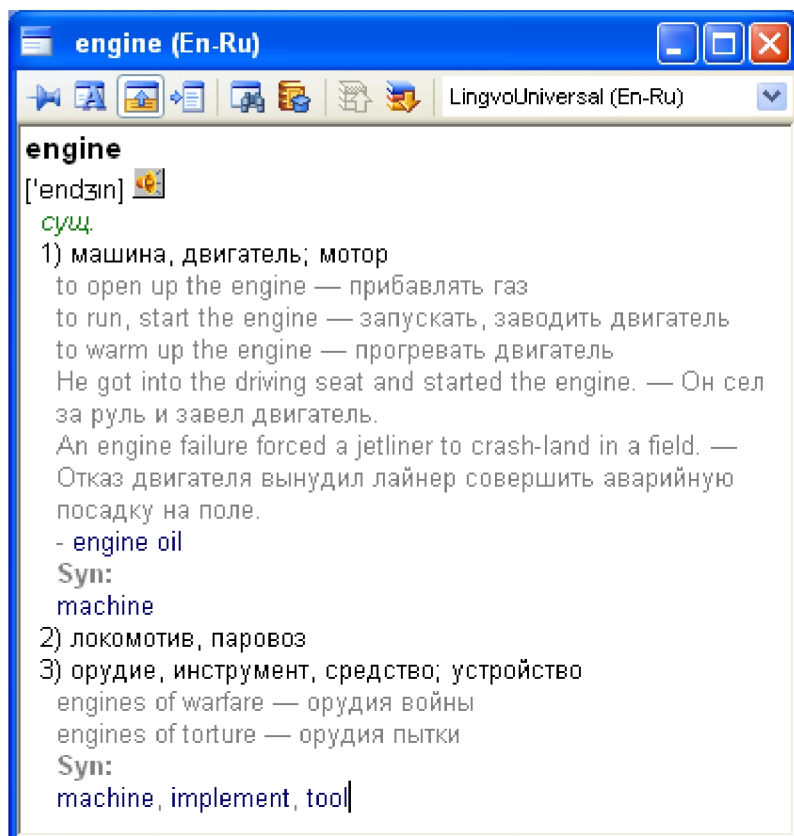 engine (En-Ru)
LingvoUniversal (En-Ru)
engine
['endʒɪn]
сущ.
1) машина, двигатель; мотор
to open up the engine — прибавлять газ
to run, start the engine — запускать, заводить двигатель
to warm up the engine — прогревать двигатель
He got into the driving seat and started the engine. — Он сел
за руль и завел двигатель.
An engine failure forced a jetliner to crash-land in a field. —
Отказ двигателя вынудил лайнер совершить аварийную
посадку на поле.
- engine oil
Syn:
machine
2) локомотив, паровоз
3) орудие, инструмент, средство; устройство
engines of warfare — орудия войны
engines of torture — орудия пытки
Syn:
machine, implement, tool